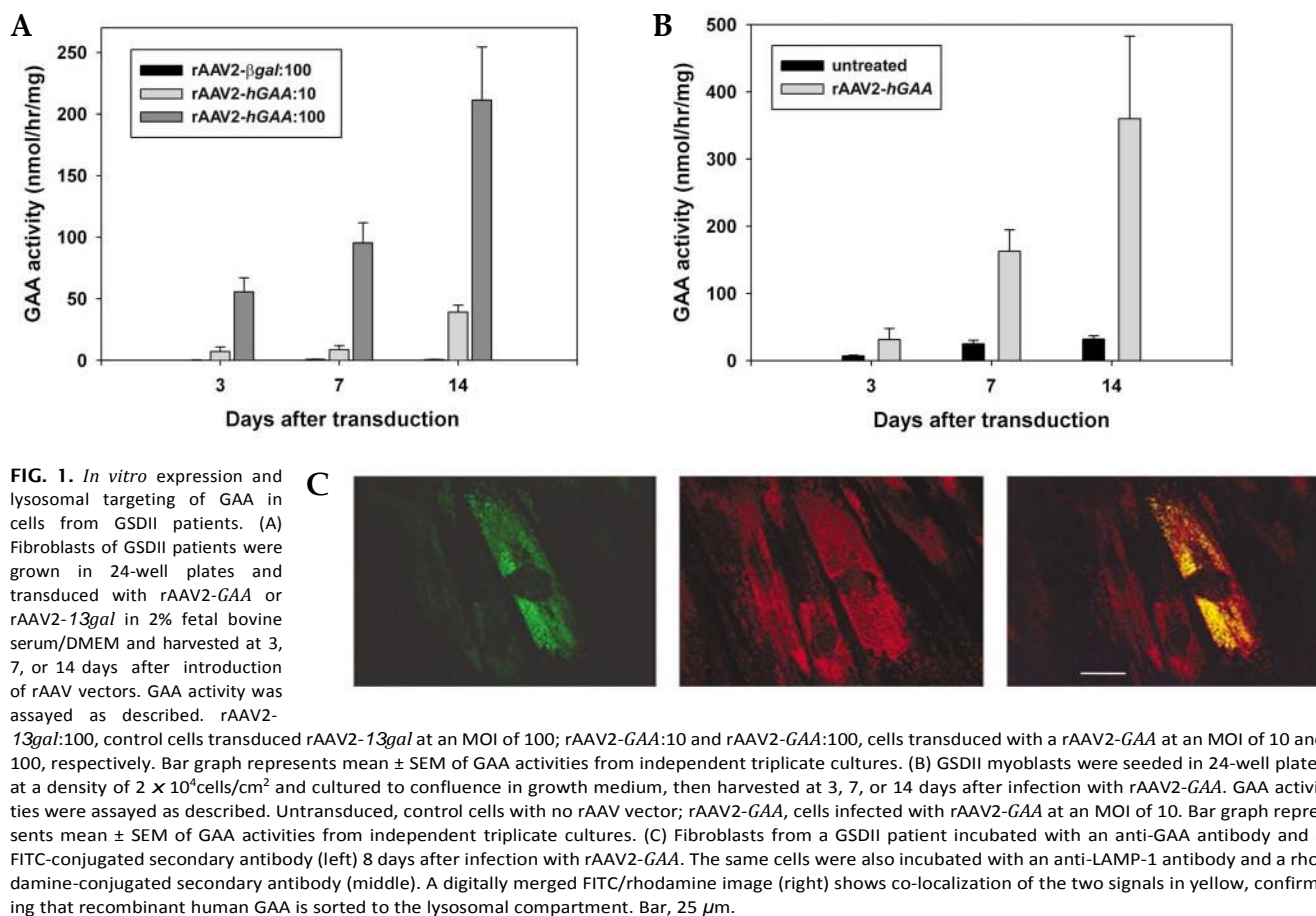 A
GAA activity (nmol/hr/mg)
250
200
150
100
50
0
rAAV2-βgal:100
rAAV2-hGAA:10
rAAV2-hGAA:100
3 7 14
Days after transduction
B
GAA activity (nmol/hr/mg)
500
400
300
200
100
0
untreated
rAAV2-hGAA
3 7 14
Days after transduction
C
FIG. 1. In vitro expression and
lysosomal targeting of GAA in
cells from GSDII patients. (A)
Fibroblasts of GSDII patients were
grown in 24-well plates and
transduced with rAAV2-GAA or
rAAV2-13gal in 2% fetal bovine
serum/DMEM and harvested at 3,
7, or 14 days after introduction
of rAAV vectors. GAA activity was
assayed as described. rAAV2-
13gal:100, control cells transduced rAAV2-13gal at an MOI of 100; rAAV2-GAA:10 and rAAV2-GAA:100, cells transduced with a rAAV2-GAA at an MOI of 10 and
100, respectively. Bar graph represents mean ± SEM of GAA activities from independent triplicate cultures. (B) GSDII myoblasts were seeded in 24-well plate
at a density of 2 x 10⁴cells/cm² and cultured to confluence in growth medium, then harvested at 3, 7, or 14 days after infection with rAAV2-GAA. GAA activi
ties were assayed as described. Untransduced, control cells with no rAAV vector; rAAV2-GAA, cells infected with rAAV2-GAA at an MOI of 10. Bar graph repre
sents mean ± SEM of GAA activities from independent triplicate cultures. (C) Fibroblasts from a GSDII patient incubated with an anti-GAA antibody and
FITC-conjugated secondary antibody (left) 8 days after infection with rAAV2-GAA. The same cells were also incubated with an anti-LAMP-1 antibody and a rho
damine-conjugated secondary antibody (middle). A digitally merged FITC/rhodamine image (right) shows co-localization of the two signals in yellow, confirm
ing that recombinant human GAA is sorted to the lysosomal compartment. Bar, 25 µm.